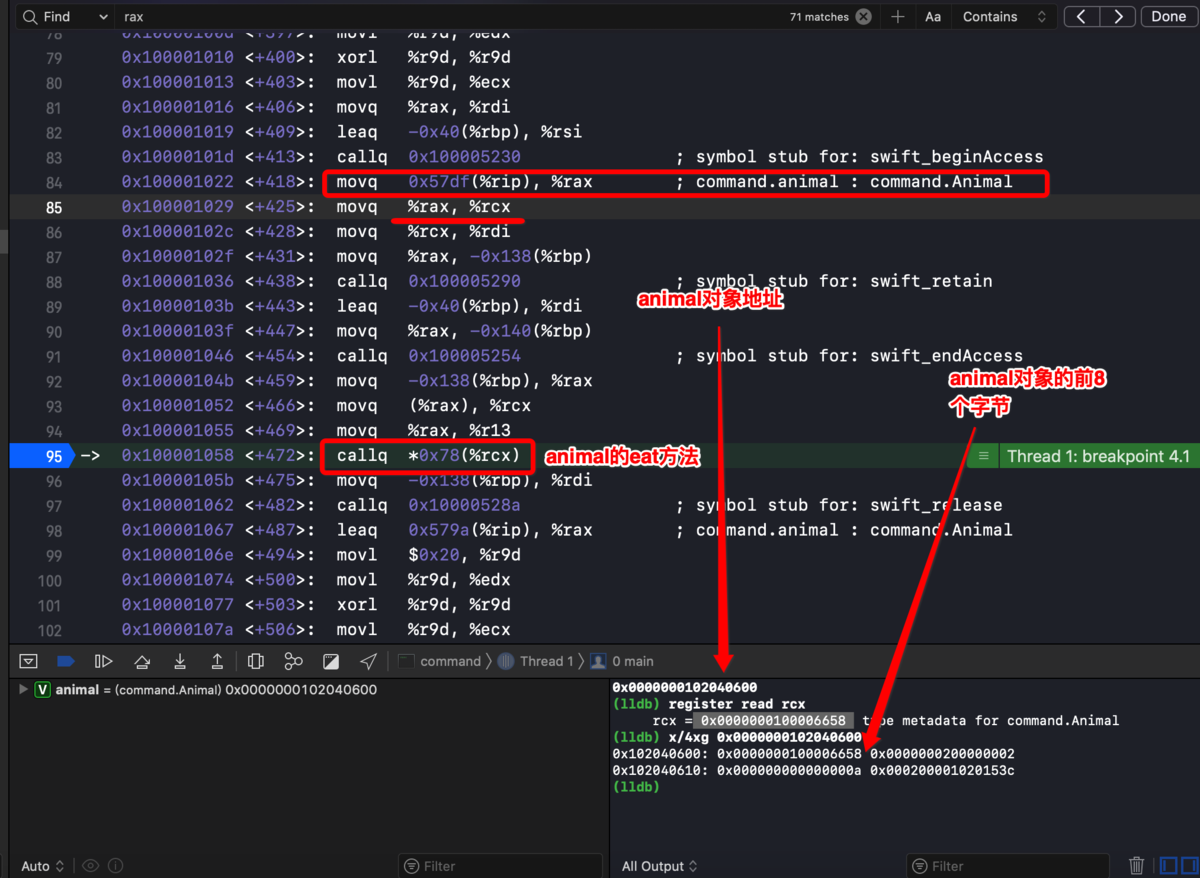 Find rax 71 matches Aa Contains Done
78 0x10000100d <+397>: movl %r9d, %edx
79 0x100001010 <+400>: xorl %r9d, %r9d
80 0x100001013 <+403>: movl %r9d, %ecx
81 0x100001016 <+406>: movq %rax, %rdi
82 0x100001019 <+409>: leaq -0x40(%rbp), %rsi
83 0x10000101d <+413>: callq 0x100005230 ; symbol stub for: swift_beginAccess
84 0x100001022 <+418>: movq 0x57df(%rip), %rax ; command.animal : command.Animal
85 0x100001029 <+425>: movq %rax, %rcx
86 0x10000102c <+428>: movq %rcx, %rdi
87 0x10000102f <+431>: movq %rax, -0x138(%rbp)
88 0x100001036 <+438>: callq 0x100005290 ; symbol stub for: swift_retain
animal对象地址
89 0x10000103b <+443>: leaq -0x40(%rbp), %rdi
90 0x10000103f <+447>: movq %rax, -0x140(%rbp)
91 0x100001046 <+454>: callq 0x100005254 ; symbol stub for: swift_endAccess
animal对象的前8
个字节
92 0x10000104b <+459>: movq -0x138(%rbp), %rax
93 0x100001052 <+466>: movq (%rax), %rcx
94 0x100001055 <+469>: movq %rax, %r13
95 -> 0x100001058 <+472>: callq *0x78(%rcx) animal的eat方法 Thread 1: breakpoint 4.1
96 0x10000105b <+475>: movq -0x138(%rbp), %rdi
97 0x100001062 <+482>: callq 0x10000528a ; symbol stub for: swift_release
98 0x100001067 <+487>: leaq 0x579a(%rip), %rax ; command.animal : command.Animal
99 0x10000106e <+494>: movl $0x20, %r9d
100 0x100001074 <+500>: movl %r9d, %edx
101 0x100001077 <+503>: xorl %r9d, %r9d
102 0x10000107a <+506>: movl %r9d, %ecx
command Thread 1 0 main
V animal = (command.Animal) 0x0000000102040600
0x0000000102040600
(lldb) register read rcx
rcx = 0x0000000100006658 type metadata for command.Animal
(lldb) x/4xg 0x0000000102040600
0x102040600: 0x0000000100006658 0x0000000200000002
0x102040610: 0x000000000000000a 0x000200001020153c
(lldb)
Auto Filter All Output Filter